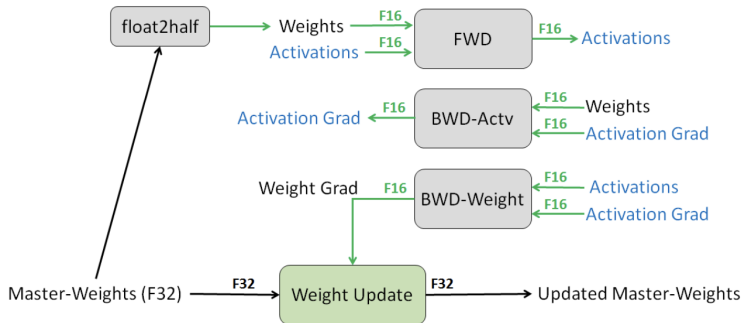 float2half
Weights
F16
F16
FWD
Activations
F16
Activations
Activation Grad
F16
BWD-Actv
F16
Weights
F16
Activation Grad
Weight Grad
F16
BWD-Weight
F16
Activations
F16
Activation Grad
Master-Weights (F32)
F32
Weight Update
F32
Updated Master-Weights